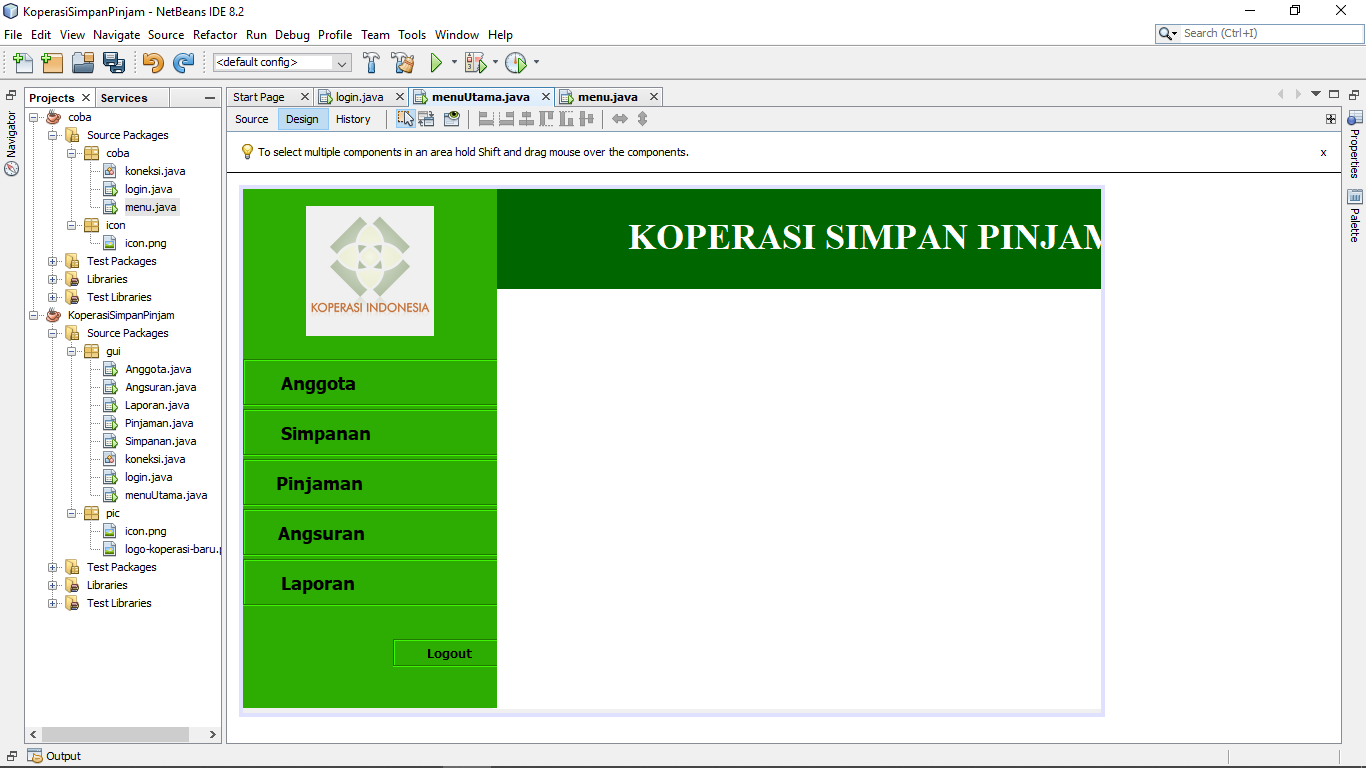 KoperasiSimpanPinjam - NetBeans IDE 8.2
File Edit View Navigate Source Refactor Run Debug Profile Team Tools Window Help
Search (Ctrl+I)
<default config>
Projects
Services
Navigator
coba
Source Packages
coba
koneksi.java
login.java
menu.java
icon
icon.png
Test Packages
Libraries
Test Libraries
KoperasiSimpanPinjam
Source Packages
gui
Anggota.java
Angsuran.java
Laporan.java
Pinjaman.java
Simpanan.java
koneksi.java
login.java
menuUtama.java
pic
icon.png
logo-koperasi-baru.p
Test Packages
Libraries
Test Libraries
Start Page
login.java
menuUtama.java
menu.java
Source Design History
To select multiple components in an area hold Shift and drag mouse over the components.
x
KOPERASI INDONESIA
KOPERASI SIMPAN PINJAM
Anggota
Simpanan
Pinjaman
Angsuran
Laporan
Logout
Properties
Palette
Output